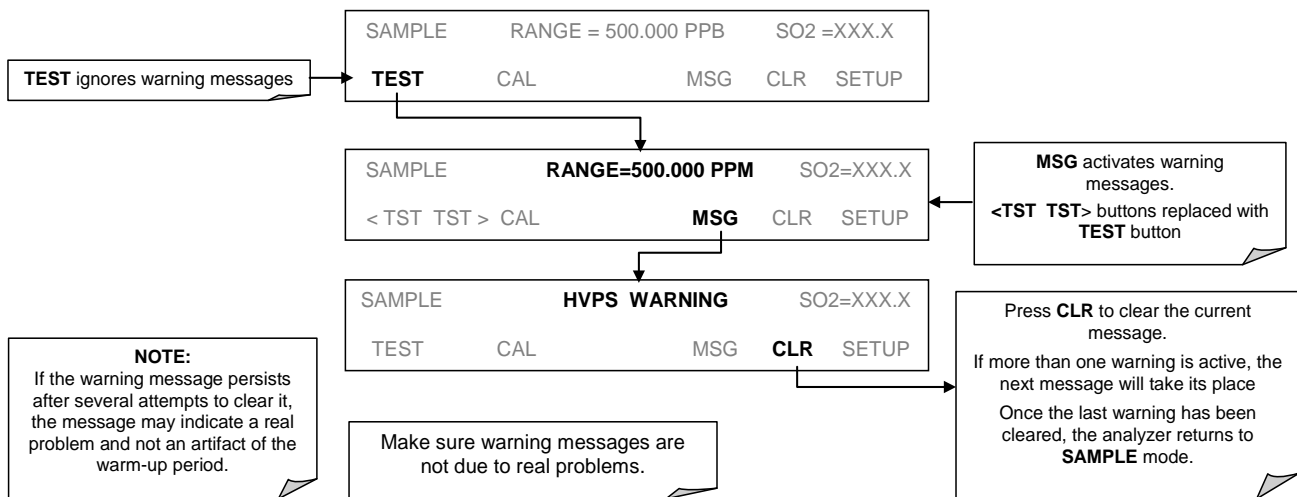 SAMPLE RANGE = 500.000 PPB SO2 =XXX.X
TEST CAL MSG CLR SETUP
TEST ignores warning messages
SAMPLE RANGE=500.000 PPM SO2=XXX.X
< TST TST > CAL MSG CLR SETUP
MSG activates warning
messages.
<TST TST> buttons replaced with
TEST button
SAMPLE HVPS WARNING SO2=XXX.X
TEST CAL MSG CLR SETUP
Press CLR to clear the current
message.
If more than one warning is active, the
next message will take its place
Once the last warning has been
cleared, the analyzer returns to
SAMPLE mode.
NOTE:
If the warning message persists
after several attempts to clear it,
the message may indicate a real
problem and not an artifact of the
warm-up period.
Make sure warning messages are
not due to real problems.